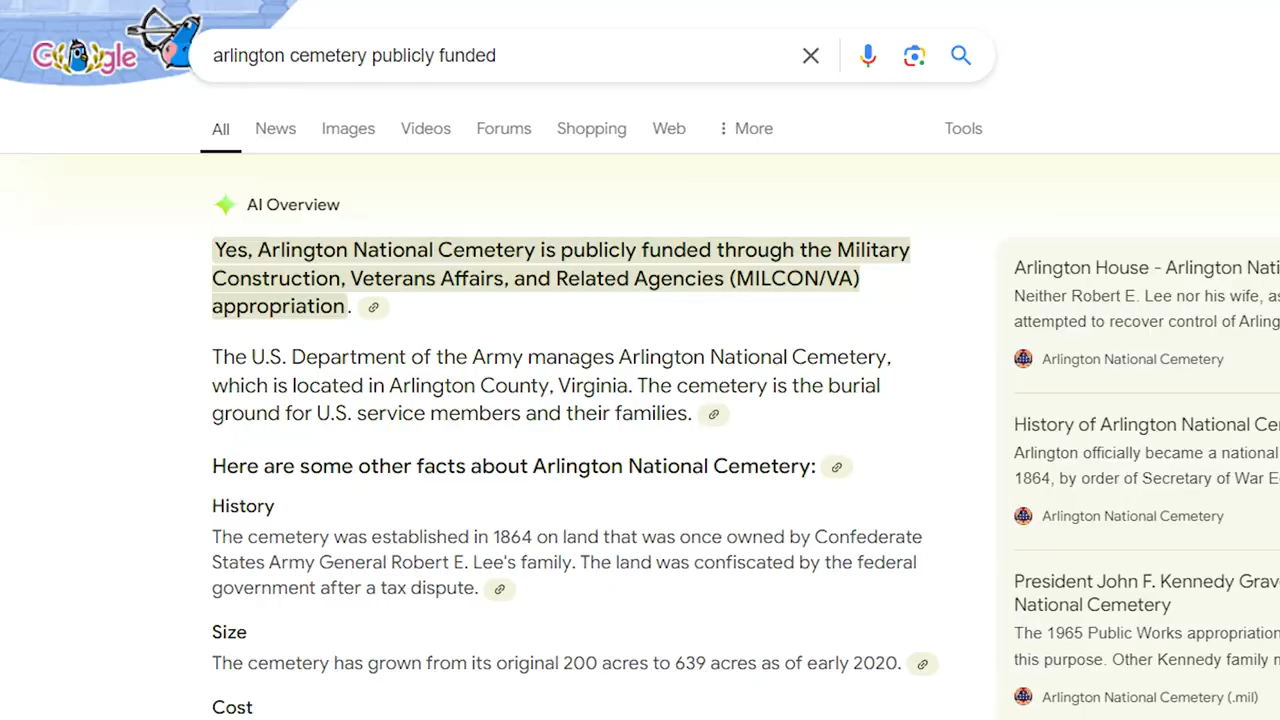 Google
arlington cemetery publicly funded
All
News
Images
Videos
Forums
Shopping
Web
More
Tools
AI Overview
Yes, Arlington National Cemetery is publicly funded through the Military
Construction, Veterans Affairs, and Related Agencies (MILCON/VA)
appropriation.
The U.S. Department of the Army manages Arlington National Cemetery,
which is located in Arlington County, Virginia. The cemetery is the burial
ground for U.S. service members and their families.
Here are some other facts about Arlington National Cemetery:
History
The cemetery was established in 1864 on land that was once owned by Confederate
States Army General Robert E. Lee's family. The land was confiscated by the federal
government after a tax dispute.
Size
The cemetery has grown from its original 200 acres to 639 acres as of early 2020.
Cost
Arlington House - Arlington Nati
Neither Robert E. Lee nor his wife, as
attempted to recover control of Arling
Arlington National Cemetery
History of Arlington National Ce
Arlington officially became a national
1864, by order of Secretary of War E
Arlington National Cemetery
President John F. Kennedy Grav
National Cemetery
The 1965 Public Works appropriation
this purpose. Other Kennedy family m
Arlington National Cemetery (.mil)